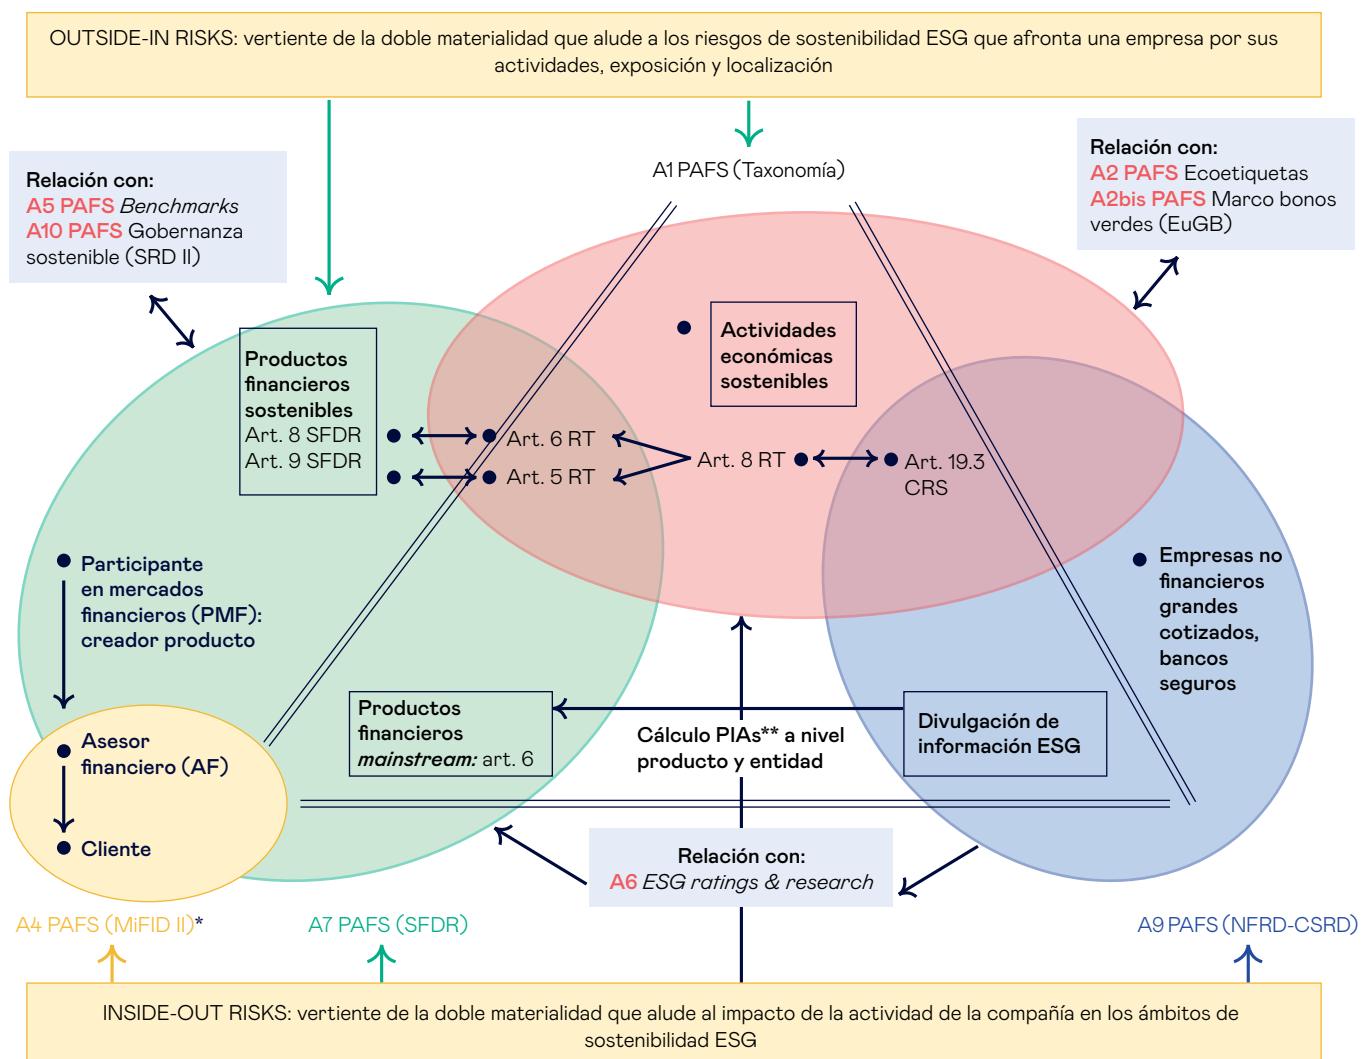 OUTSIDE-IN RISKS: vertiente de la doble materialidad que alude a los riesgos de sostenibilidad ESG que afronta una empresa por sus
actividades, exposición y localización
Relación con:
A5 PAFS Benchmarks
A10 PAFS Gobernanza
sostenible (SRD II)
A1 PAFS (Taxonomía)
Relación con:
A2 PAFS Ecoetiquetas
A2bis PAFS Marco bonos
verdes (EuGB)
Productos
financieros
sostenibles
Art. 8 SFDR
Art. 9 SFDR
Actividades
económicas
sostenibles
Art. 6 RT
Art. 5 RT
Art. 8 RT
Art. 19.3
CRS
Participante
en mercados
financieros (PMF):
creador producto
Empresas no
financieros
grandes
cotizados,
bancos
seguros
Asesor
financiero (AF)
Cliente
Productos
financieros
mainstream: art. 6
Cálculo PIAs** a nivel
producto y entidad
Divulgación de
información ESG
Relación con:
A6 ESG ratings & research
A4 PAFS (MiFID II)*
A7 PAFS (SFDR)
A9 PAFS (NFRD-CSRD)
INSIDE-OUT RISKS: vertiente de la doble materialidad que alude al impacto de la actividad de la compañía en los ámbitos de
sostenibilidad ESG